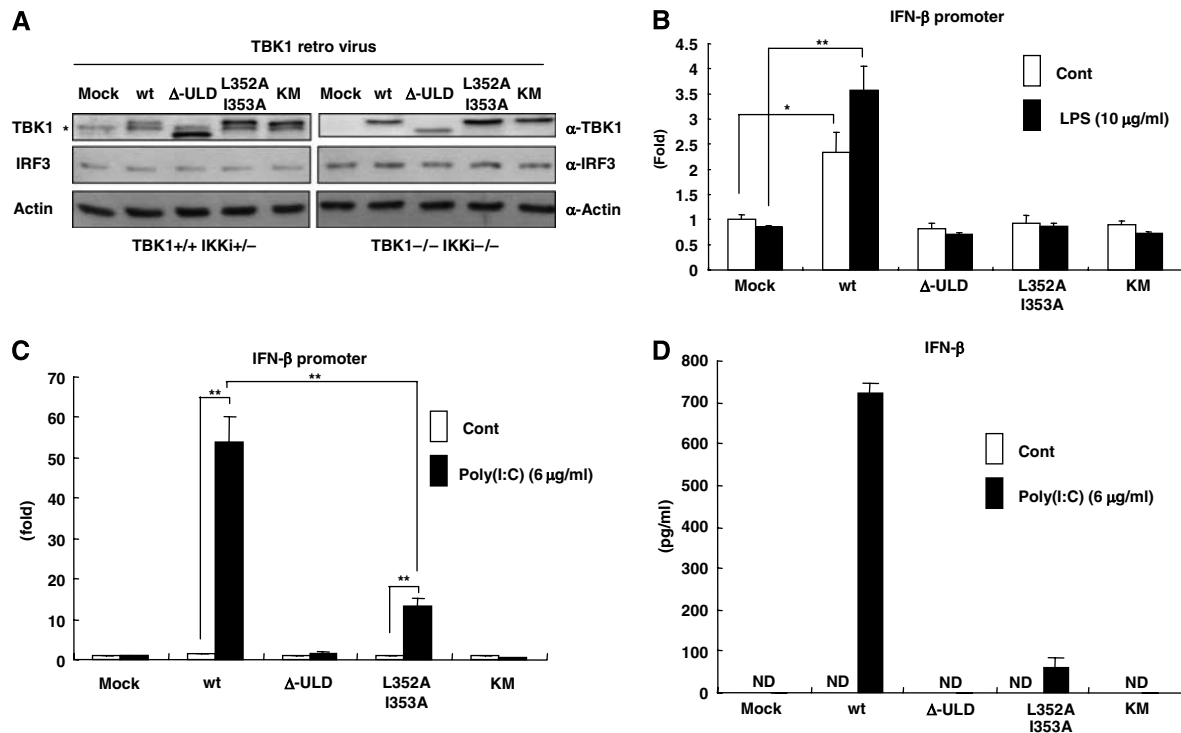 A
TBK1 retro virus
Mock wt Δ-ULD L352A I353A KM Mock wt Δ-ULD L352A I353A KM
TBK1 * α-TBK1
IRF3 α-IRF3
Actin α-Actin
TBK1+/+ IKKi+/– TBK1–/– IKKi–/–
B
IFN-β promoter
4.5
4
3.5
3
2.5
2
1.5
1
0.5
0
(Fold)
**
*
Cont
LPS (10 μg/ml)
Mock wt Δ-ULD L352A KM
I353A
C
IFN-β promoter
70
60
50
40
30
20
10
0
(fold)
**
**
**
Cont
Poly(I:C) (6 μg/ml)
Mock wt Δ-ULD L352A KM
I353A
D
IFN-β
800
700
600
500
400
300
200
100
0
(pg/ml)
Cont
Poly(I:C) (6 μg/ml)
ND ND ND ND ND
Mock wt Δ-ULD L352A KM
I353A